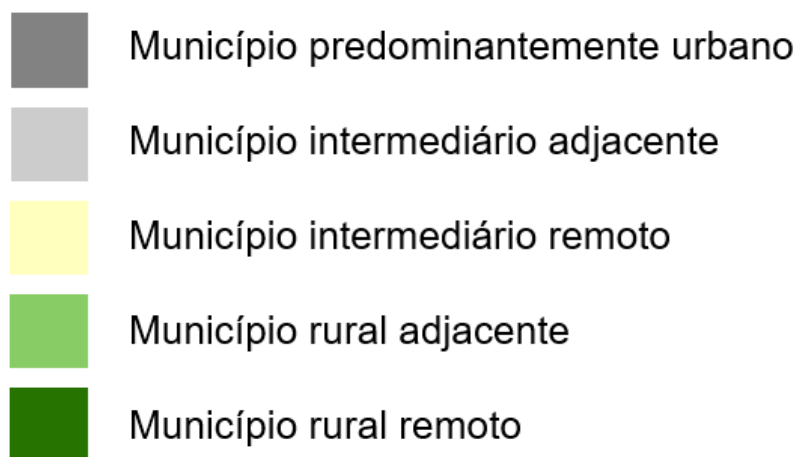 Município predominantemente urbano
Município intermediário adjacente
Município intermediário remoto
Município rural adjacente
Município rural remoto